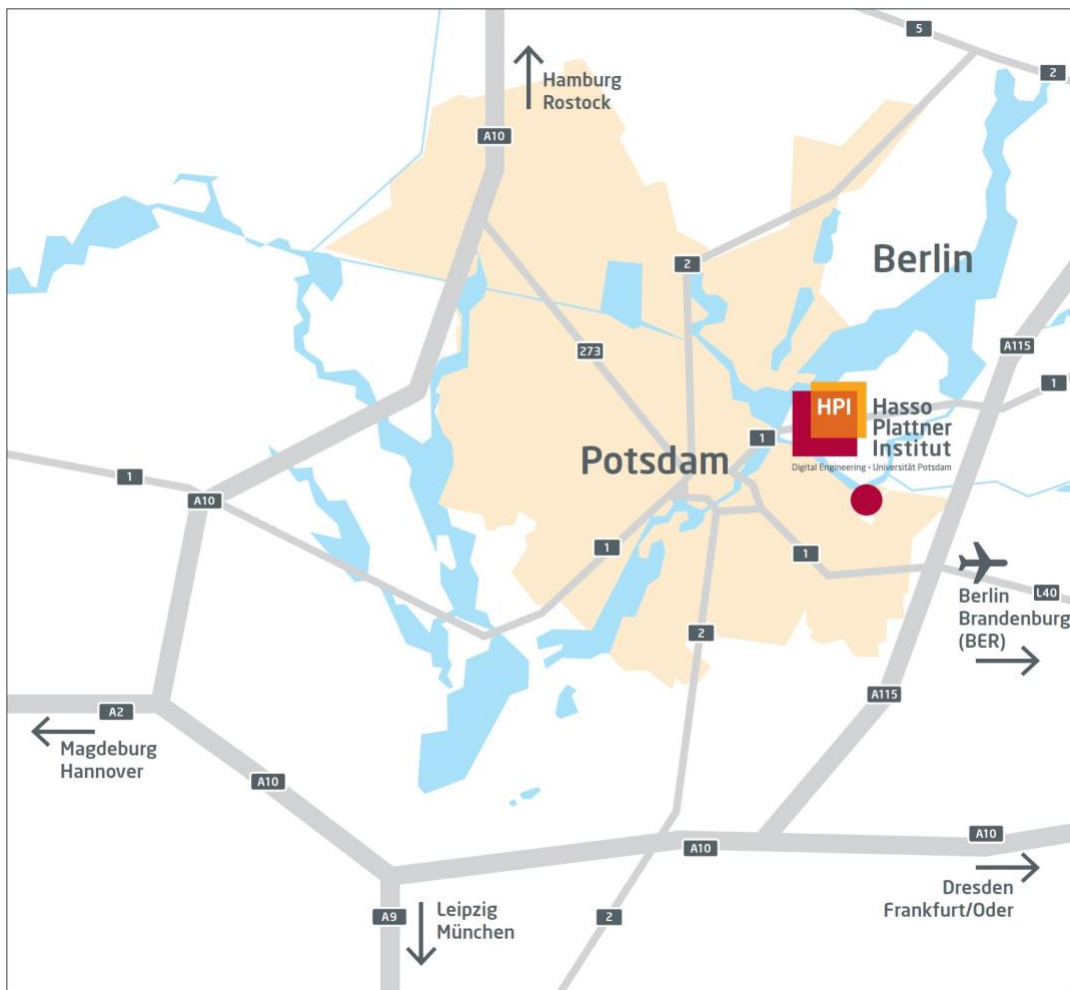 5
2
Hamburg
Rostock
A10
Berlin
2
273
A115
1
HPI
Hasso
Plattner
Institut
Digital Engineering • Universität Potsdam
1
Potsdam
1
A10
1
1
Berlin
Brandenburg
(BER)
L40
2
A115
A2
Magdeburg
Hannover
A10
A10
A10
Dresden
Frankfurt/Oder
A9
Leipzig
München
2